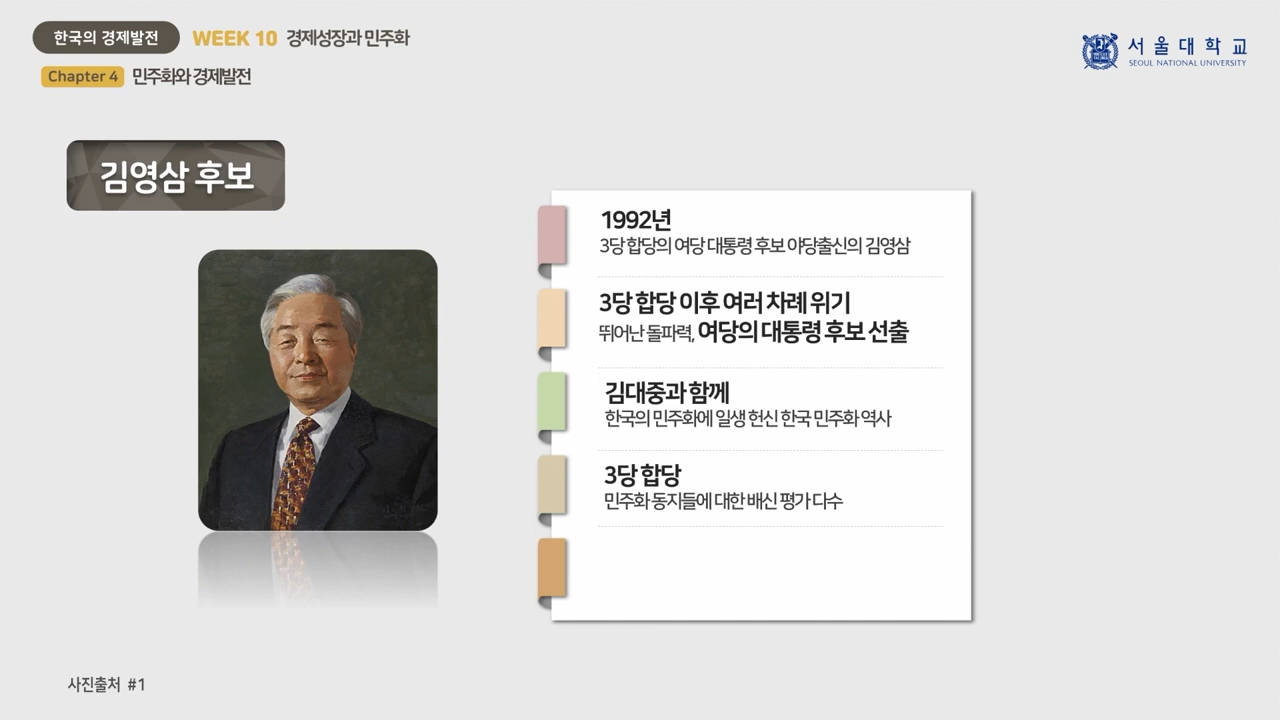 한국의 경제발전 WEEK 10 경제성장과 민주화
Chapter 4 민주화와 경제발전
서울대학교
SEOUL NATIONAL UNIVERSITY
김영삼 후보
1992년
3당 합당의 여당 대통령 후보 야당출신의 김영삼
3당 합당 이후 여러 차례 위기
뛰어난 돌파력, 여당의 대통령 후보 선출
김대중과 함께
한국의 민주화에 일생 헌신 한국 민주화 역사
3당 합당
민주화 동지들에 대한 배신 평가 다수
사진출처 #1